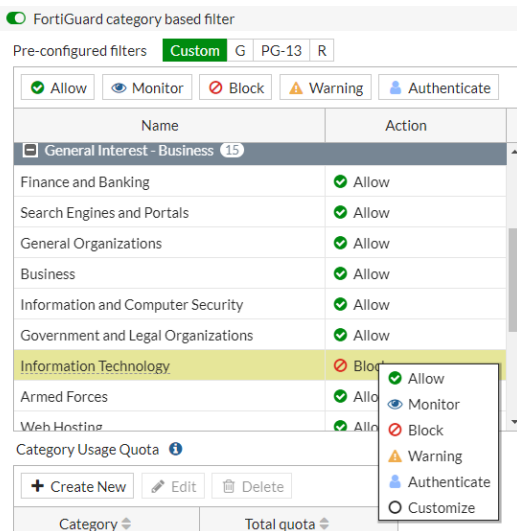 FortiGuard category based filter
Pre-configured filters Custom G PG-13 R
Allow Monitor Block Warning Authenticate
Name Action
General Interest - Business 15
Finance and Banking Allow
Search Engines and Portals Allow
General Organizations Allow
Business Allow
Information and Computer Security Allow
Government and Legal Organizations Allow
Information Technology Block
Allow
Armed Forces Allo
Monitor
Web Hosting Allo
Block
Category Usage Quota
Warning
Create New Edit Delete
Authenticate
Customize
Category Total quota